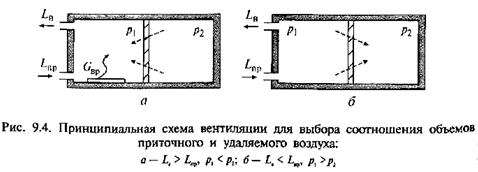 Lв p₁ p₂ Lв p₁ p₂
Lпр Gвр Lпр
а б
Рис. 9.4. Принципиальная схема вентиляции для выбора соотношения объемов
приточного и удаляемого воздуха:
а — Lв > Lпр, p₁ < p₂; б — Lв < Lпр, p₁ > p₂